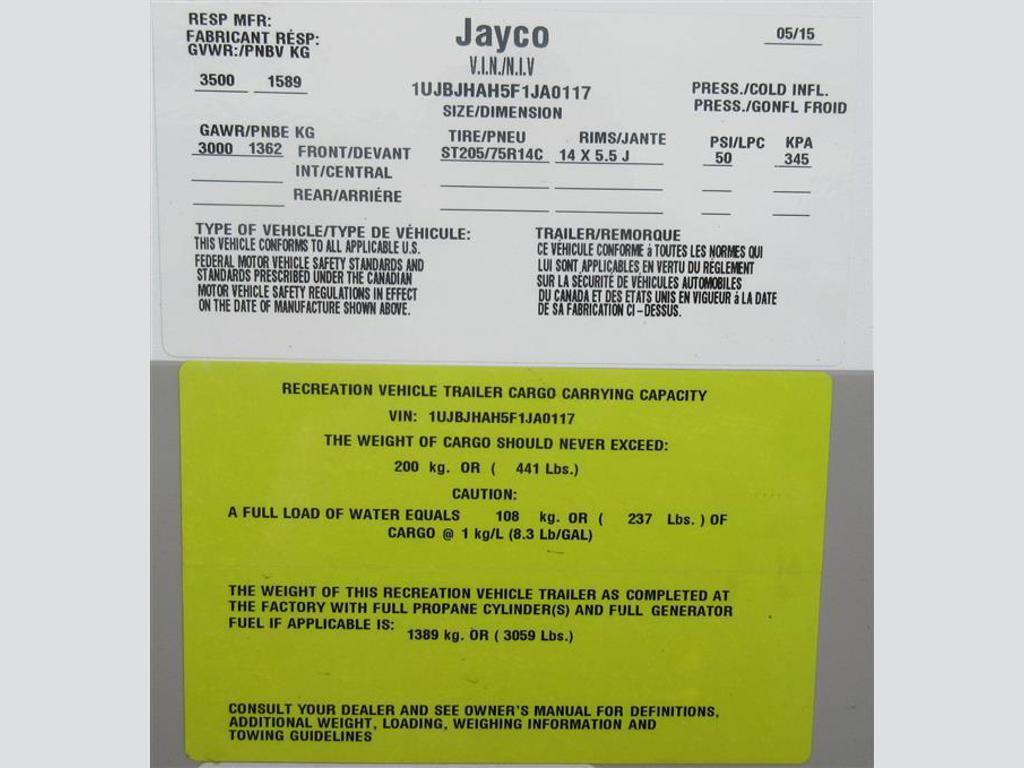 RESP MFR:
FABRICANT RÉSP:
GVWR:/PNBV KG
3500 1589
Jayco
V.I.N./N.I.V
1UJBJHAH5F1JA0117
SIZE/DIMENSION
05/15
PRESS./COLD INFL.
PRESS./GONFL FROID
GAWR/PNBE KG TIRE/PNEU RIMS/JANTE PSI/LPC KPA
3000 1362 FRONT/DEVANT ST205/75R14C 14 X 5.5 J 50 345
INT/CENTRAL
REAR/ARRIÉRE
TYPE OF VEHICLE/TYPE DE VÉHICULE: TRAILER/REMORQUE
THIS VEHICLE CONFORMS TO ALL APPLICABLE U.S.
FEDERAL MOTOR VEHICLE SAFETY STANDARDS AND
STANDARDS PRESCRIBED UNDER THE CANADIAN
MOTOR VEHICLE SAFETY REGULATIONS IN EFFECT
ON THE DATE OF MANUFACTURE SHOWN ABOVE.
CE VÉHICULE CONFORME à TOUTES LES NORMES QUI
LUI SONT APPLICABLES EN VERTU DU RÈGLEMENT
SUR LA SÉCURITÉ DE VÉHICULES AUTOMOBILES
DU CANADA ET DES ETATS UNIS EN VIGUEUR á LA DATE
DE SA FABRICATION CI-DESSUS.
RECREATION VEHICLE TRAILER CARGO CARRYING CAPACITY
VIN: 1UJBJHAH5F1JA0117
THE WEIGHT OF CARGO SHOULD NEVER EXCEED:
200 kg. OR ( 441 Lbs.)
CAUTION:
A FULL LOAD OF WATER EQUALS 108 kg. OR ( 237 Lbs. ) OF
CARGO @ 1 kg/L (8.3 Lb/GAL)
THE WEIGHT OF THIS RECREATION VEHICLE TRAILER AS COMPLETED AT
THE FACTORY WITH FULL PROPANE CYLINDER(S) AND FULL GENERATOR
FUEL IF APPLICABLE IS: 1389 kg. OR ( 3059 Lbs.)
CONSULT YOUR DEALER AND SEE OWNER'S MANUAL FOR DEFINITIONS,
ADDITIONAL WEIGHT, LOADING, WEIGHING INFORMATION AND
TOWING GUIDELINES